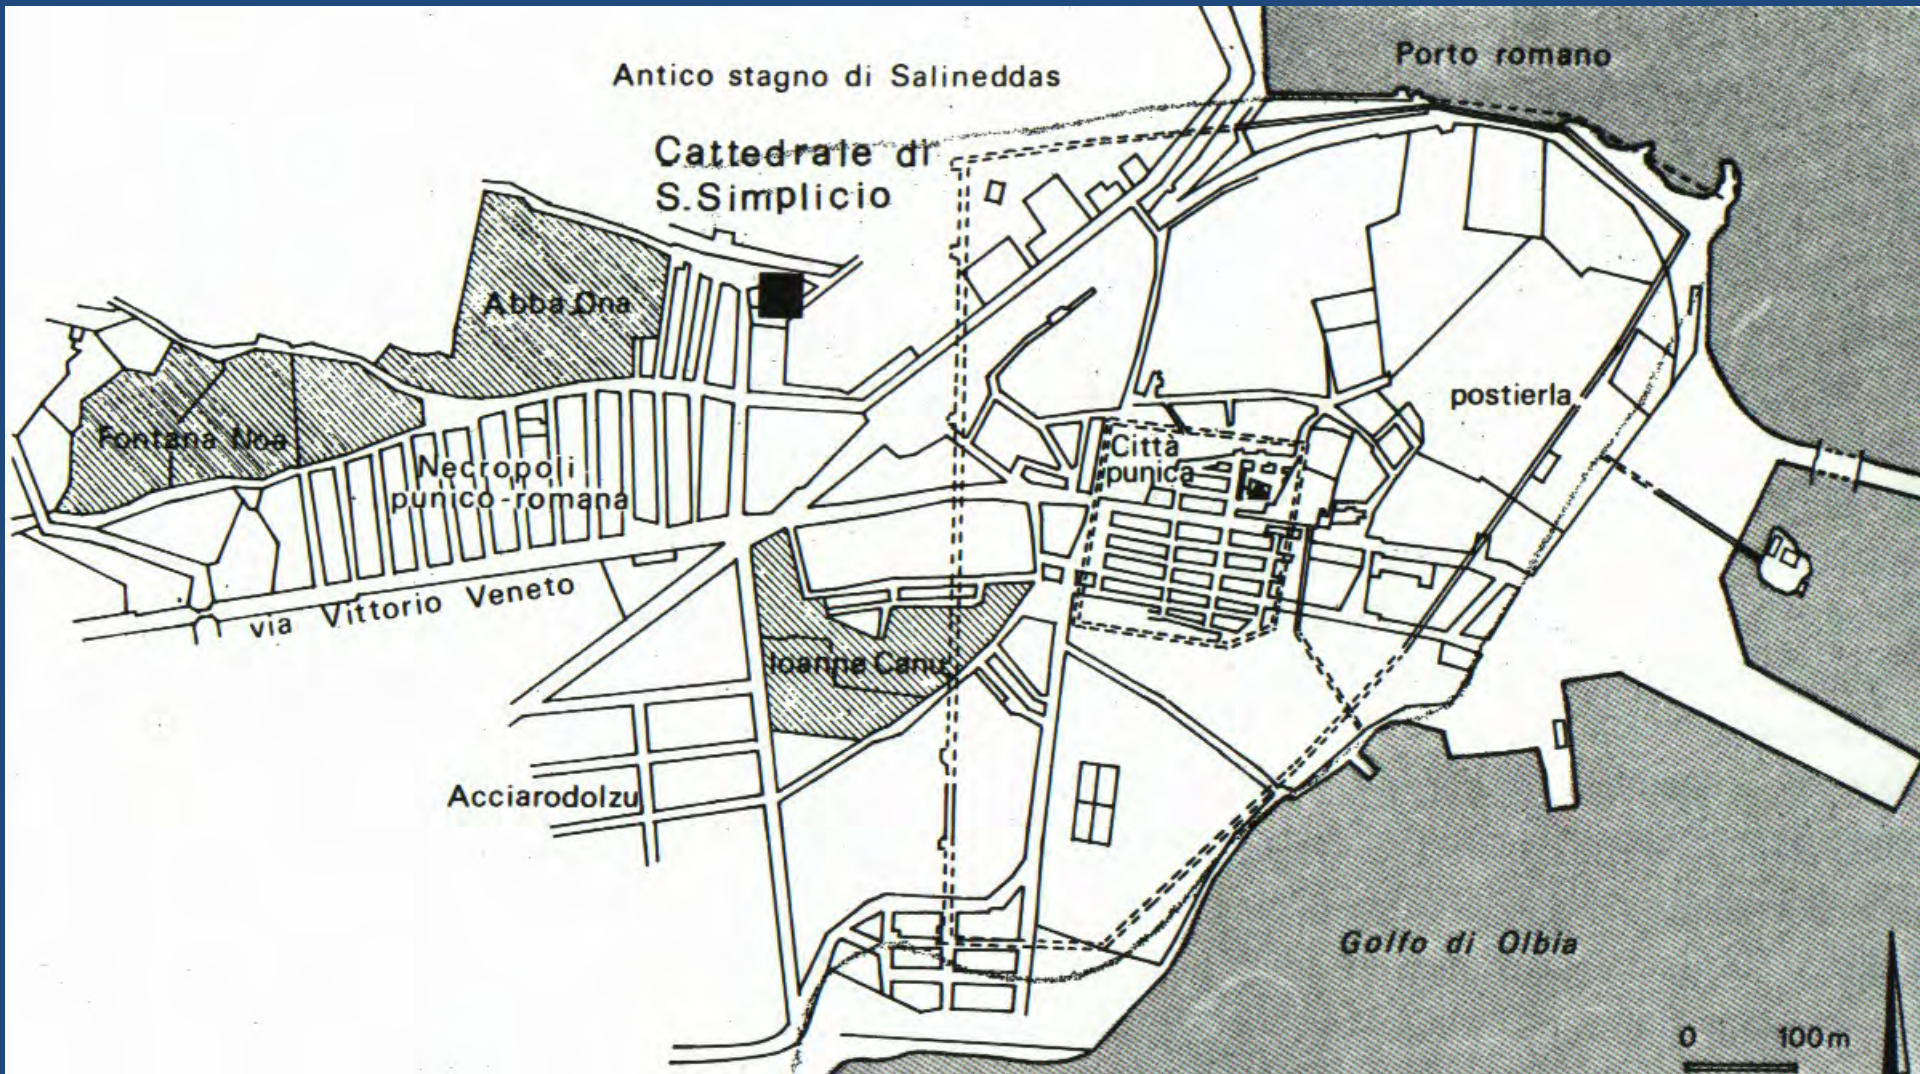 Porto romano
Antico stagno di Salineddas
Cattedrale di
S.Simplicio
Abba Ona
postierla
Fontana Noa
Città
punica
Necropoli
punico-romana
via Vittorio Veneto
Ioanne Canu
Acciarodolzu
Golfo di Olbia
0 100m